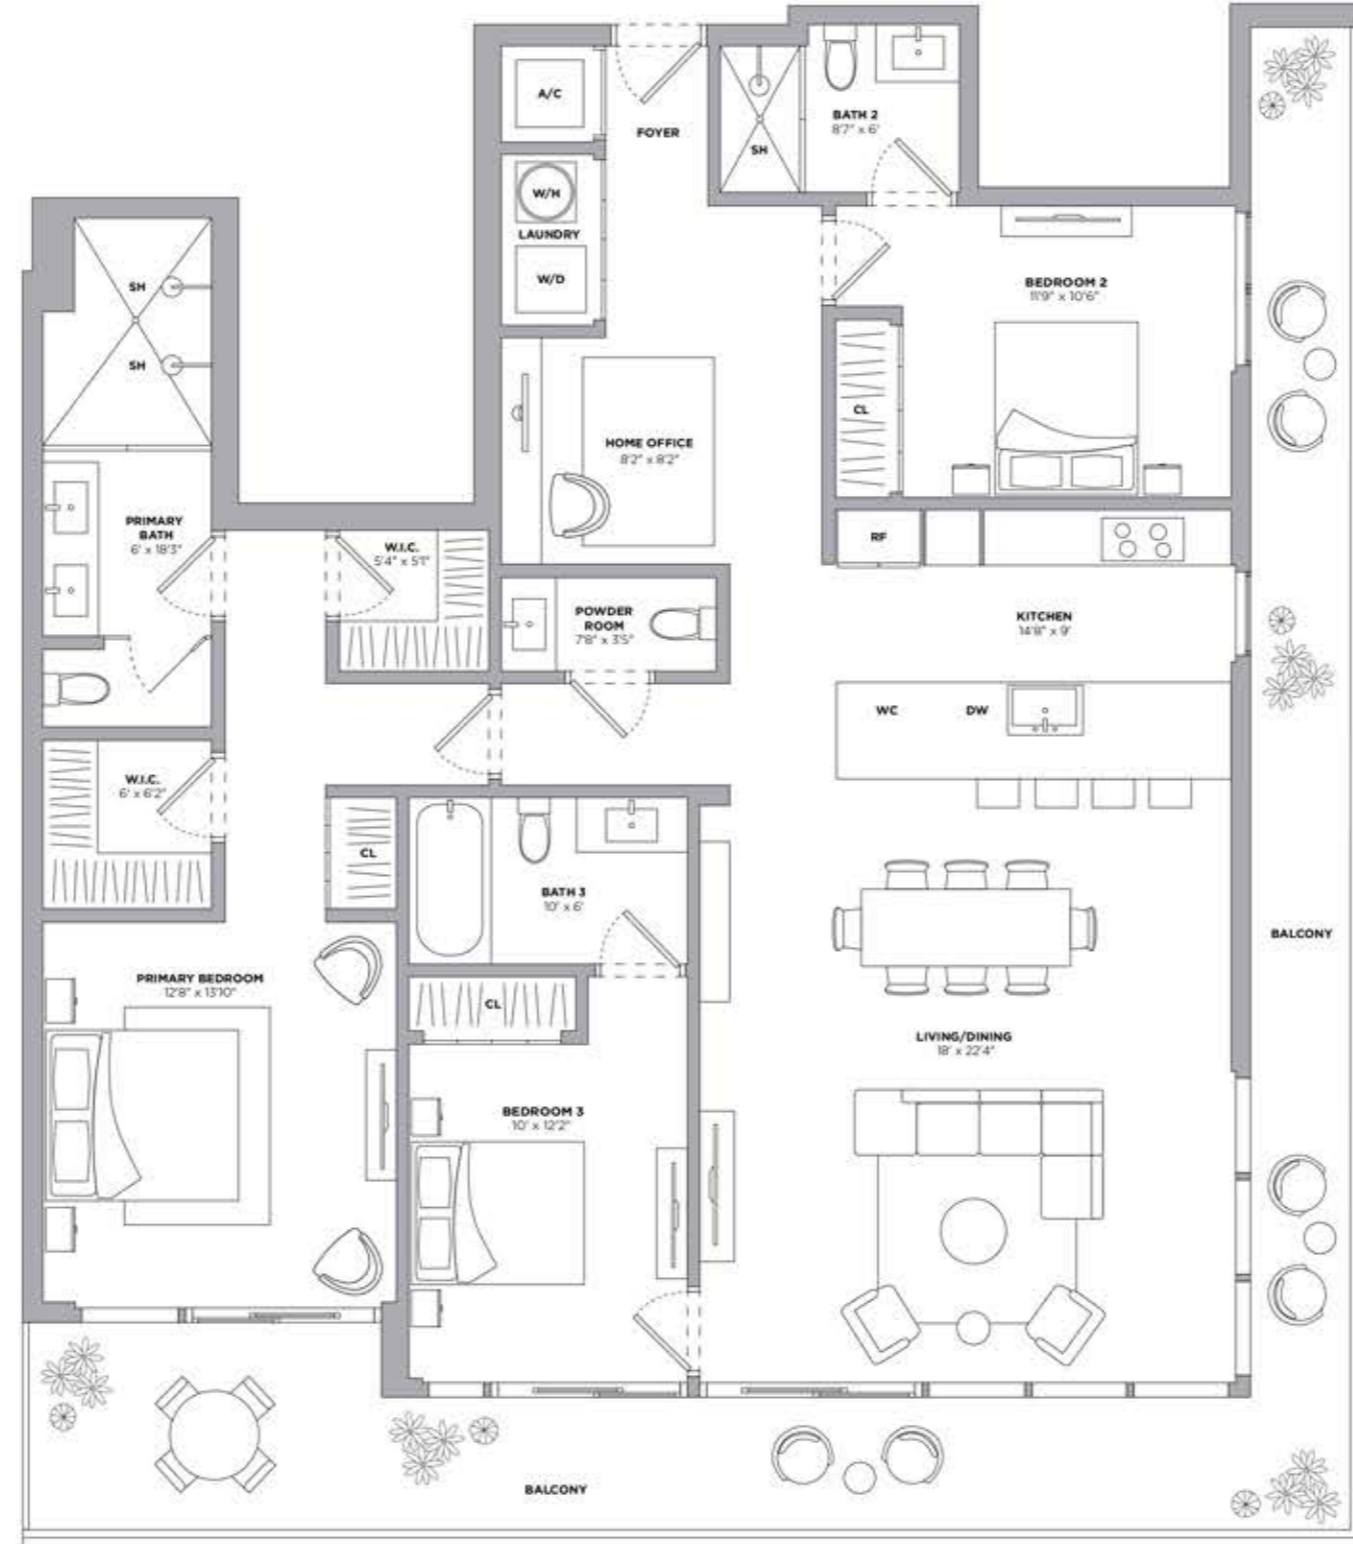 A/C
FOYER
BATH 2
8'7" x 6'
SH
W/H
LAUNDRY
W/D
SH
SH
BEDROOM 2
11'9" x 10'6"
CL
HOME OFFICE
8'2" x 8'2"
PRIMARY
BATH
6' x 18'3"
W.I.C.
5'4" x 5'1"
RF
POWDER
ROOM
7'8" x 3'5"
KITCHEN
14'8" x 9'
WC
DW
W.I.C.
6' x 6'2"
CL
BATH 3
10' x 6'
BALCONY
PRIMARY BEDROOM
12'8" x 13'10"
CL
LIVING/DINING
18' x 22'4"
BEDROOM 3
10' x 12'2"
BALCONY